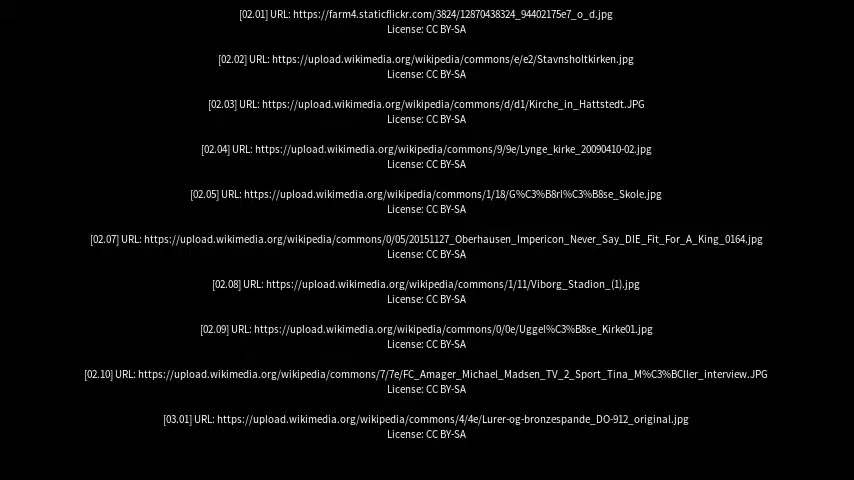 [02.01] URL: https://farm4.staticflickr.com/3824/12870438324_94402175e7_o_d.jpg
License: CC BY-SA
[02.02] URL: https://upload.wikimedia.org/wikipedia/commons/e/e2/Stavnsholtkirken.jpg
License: CC BY-SA
[02.03] URL: https://upload.wikimedia.org/wikipedia/commons/d/d1/Kirche_in_Hattstedt.JPG
License: CC BY-SA
[02.04] URL: https://upload.wikimedia.org/wikipedia/commons/9/9e/Lynge_kirke_20090410-02.jpg
License: CC BY-SA
[02.05] URL: https://upload.wikimedia.org/wikipedia/commons/1/18/G%C3%B8rl%C3%B8se_Skole.jpg
License: CC BY-SA
[02.07] URL: https://upload.wikimedia.org/wikipedia/commons/0/05/20151127_Oberhausen_Impericon_Never_Say_DIE_Fit_For_A_King_0164.jpg
License: CC BY-SA
[02.08] URL: https://upload.wikimedia.org/wikipedia/commons/1/11/Viborg_Stadion_(1).jpg
License: CC BY-SA
[02.09] URL: https://upload.wikimedia.org/wikipedia/commons/0/0e/Uggel%C3%B8se_Kirke01.jpg
License: CC BY-SA
[02.10] URL: https://upload.wikimedia.org/wikipedia/commons/7/7e/FC_Amager_Michael_Madsen_TV_2_Sport_Tina_M%C3%BCller_interview.JPG
License: CC BY-SA
[03.01] URL: https://upload.wikimedia.org/wikipedia/commons/4/4e/Lurer-og-bronzespande_DO-912_original.jpg
License: CC BY-SA